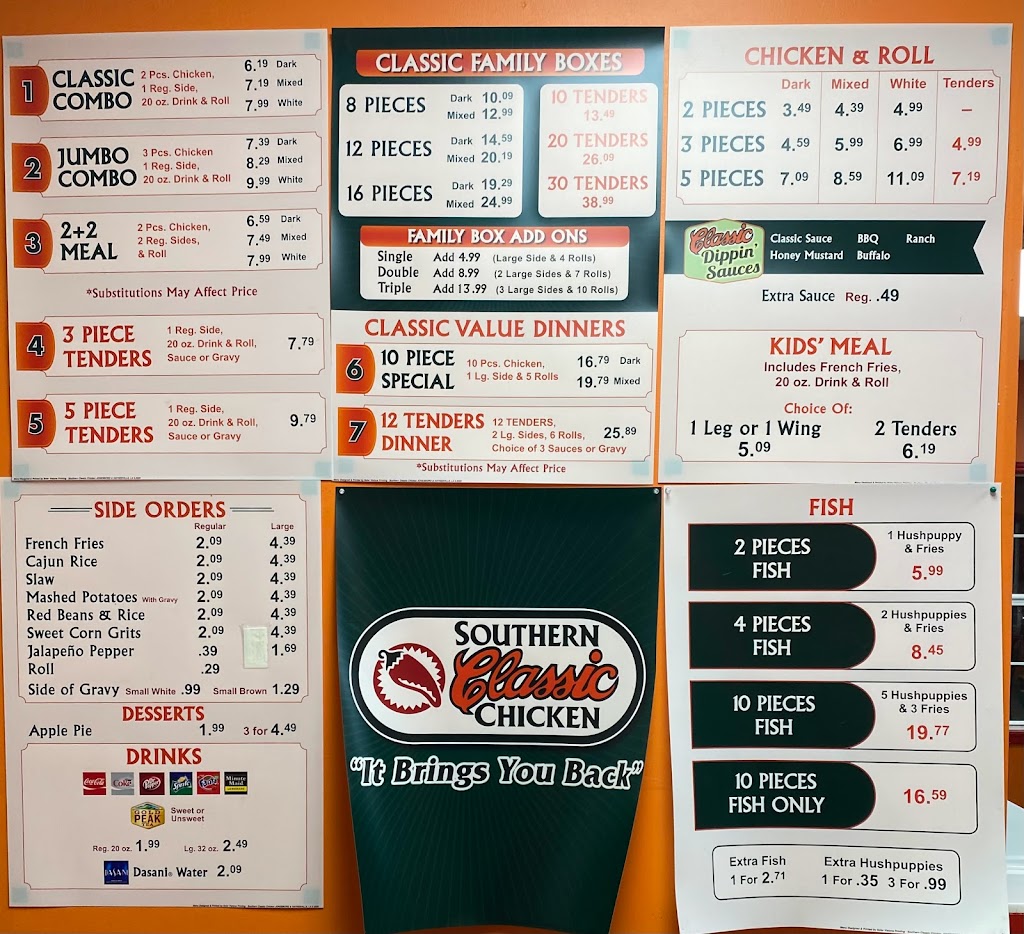 1
CLASSIC COMBO
2 Pcs. Chicken,
1 Reg. Side,
20 oz. Drink & Roll
6.19 Dark
7.19 Mixed
7.99 White
2
JUMBO COMBO
3 Pcs. Chicken
1 Reg. Side,
20 oz. Drink & Roll
7.39 Dark
8.29 Mixed
9.99 White
3
2+2 MEAL
2 Pcs. Chicken,
2 Reg. Sides,
& Roll
6.59 Dark
7.49 Mixed
7.99 White
*Substitutions May Affect Price
4
3 PIECE TENDERS
1 Reg. Side,
20 oz. Drink & Roll,
Sauce or Gravy
7.79
5
5 PIECE TENDERS
1 Reg. Side,
20 oz. Drink & Roll,
Sauce or Gravy
9.79
CLASSIC FAMILY BOXES
8 PIECES
Dark 10.09
Mixed 12.99
12 PIECES
Dark 14.59
Mixed 20.19
16 PIECES
Dark 19.29
Mixed 24.99
10 TENDERS
13.49
20 TENDERS
26.09
30 TENDERS
38.99
FAMILY BOX ADD ONS
Single Add 4.99 (Large Side & 4 Rolls)
Double Add 8.99 (2 Large Sides & 7 Rolls)
Triple Add 13.99 (3 Large Sides & 10 Rolls)
CLASSIC VALUE DINNERS
6
10 PIECE SPECIAL
10 Pcs. Chicken,
1 Lg. Side & 5 Rolls
16.79 Dark
19.79 Mixed
7
12 TENDERS DINNER
12 TENDERS,
2 Lg. Sides, 6 Rolls,
Choice of 3 Sauces or Gravy
25.89
*Substitutions May Affect Price
CHICKEN & ROLL
Dark Mixed White Tenders
2 PIECES 3.49 4.39 4.99 –
3 PIECES 4.59 5.99 6.99 4.99
5 PIECES 7.09 8.59 11.09 7.19
Classic
Dippin'
Sauces
Classic Sauce BBQ Ranch
Honey Mustard Buffalo
Extra Sauce Reg. .49
KIDS' MEAL
Includes French Fries,
20 oz. Drink & Roll
Choice Of:
1 Leg or 1 Wing 2 Tenders
5.09 6.19
SIDE ORDERS
Regular Large
French Fries 2.09 4.39
Cajun Rice 2.09 4.39
Slaw 2.09 4.39
Mashed Potatoes With Gravy 2.09 4.39
Red Beans & Rice 2.09 4.39
Sweet Corn Grits 2.09 4.39
Jalapeño Pepper .39 1.69
Roll .29
Side of Gravy Small White .99 Small Brown 1.29
DESSERTS
Apple Pie 1.99 3 for 4.49
DRINKS
Coca-Cola Coke Dr Pepper Sprite Fanta Minute Maid
GOLD PEAK TEA
Sweet or
Unsweet
Reg. 20 oz. 1.99 Lg. 32 oz. 2.49
DASANI Dasani® Water 2.09
SOUTHERN
Classic
CHICKEN
"It Brings You Back"
FISH
2 PIECES FISH
1 Hushpuppy
& Fries
5.99
4 PIECES FISH
2 Hushpuppies
& Fries
8.45
10 PIECES FISH
5 Hushpuppies
& 3 Fries
19.77
10 PIECES FISH ONLY
16.59
Extra Fish Extra Hushpuppies
1 For 2.71 1 For .35 3 For .99